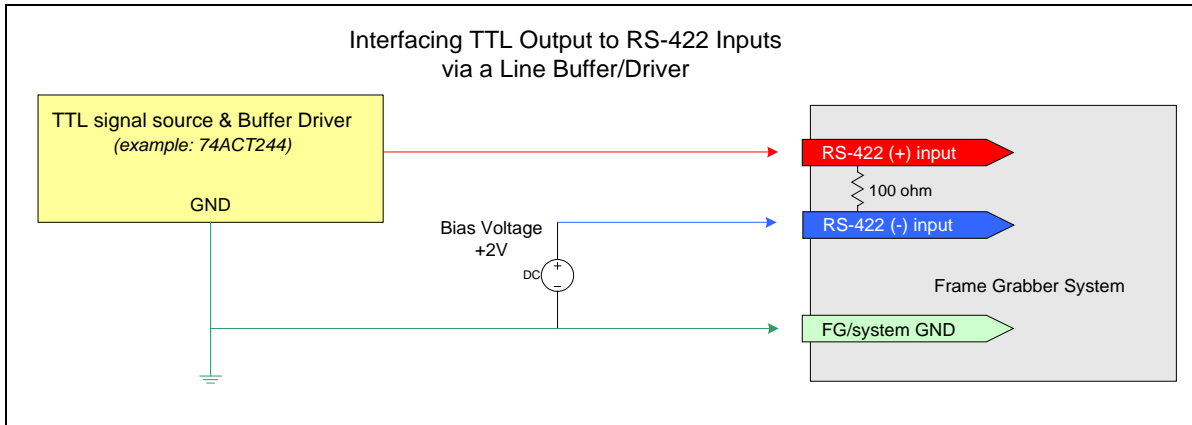 Interfacing TTL Output to RS-422 Inputs
via a Line Buffer/Driver
TTL signal source & Buffer Driver
(example: 74ACT244)
GND
RS-422 (+) input
100 ohm
RS-422 (-) input
Bias Voltage
+2V
DC
+
−
Frame Grabber System
FG/system GND